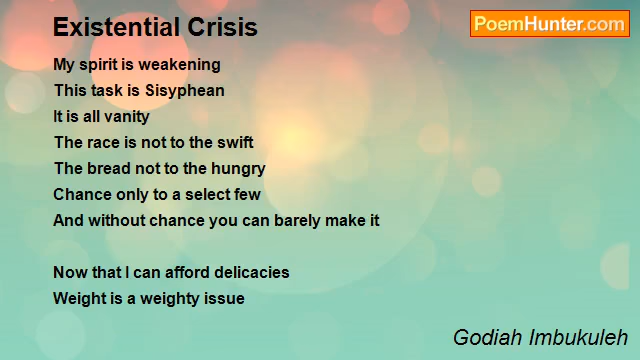 Existential Crisis
PoemHunter.com
My spirit is weakening
This task is Sisyphean
It is all vanity
The race is not to the swift
The bread not to the hungry
Chance only to a select few
And without chance you can barely make it
Now that I can afford delicacies
Weight is a weighty issue
Godiah Imbukuleh